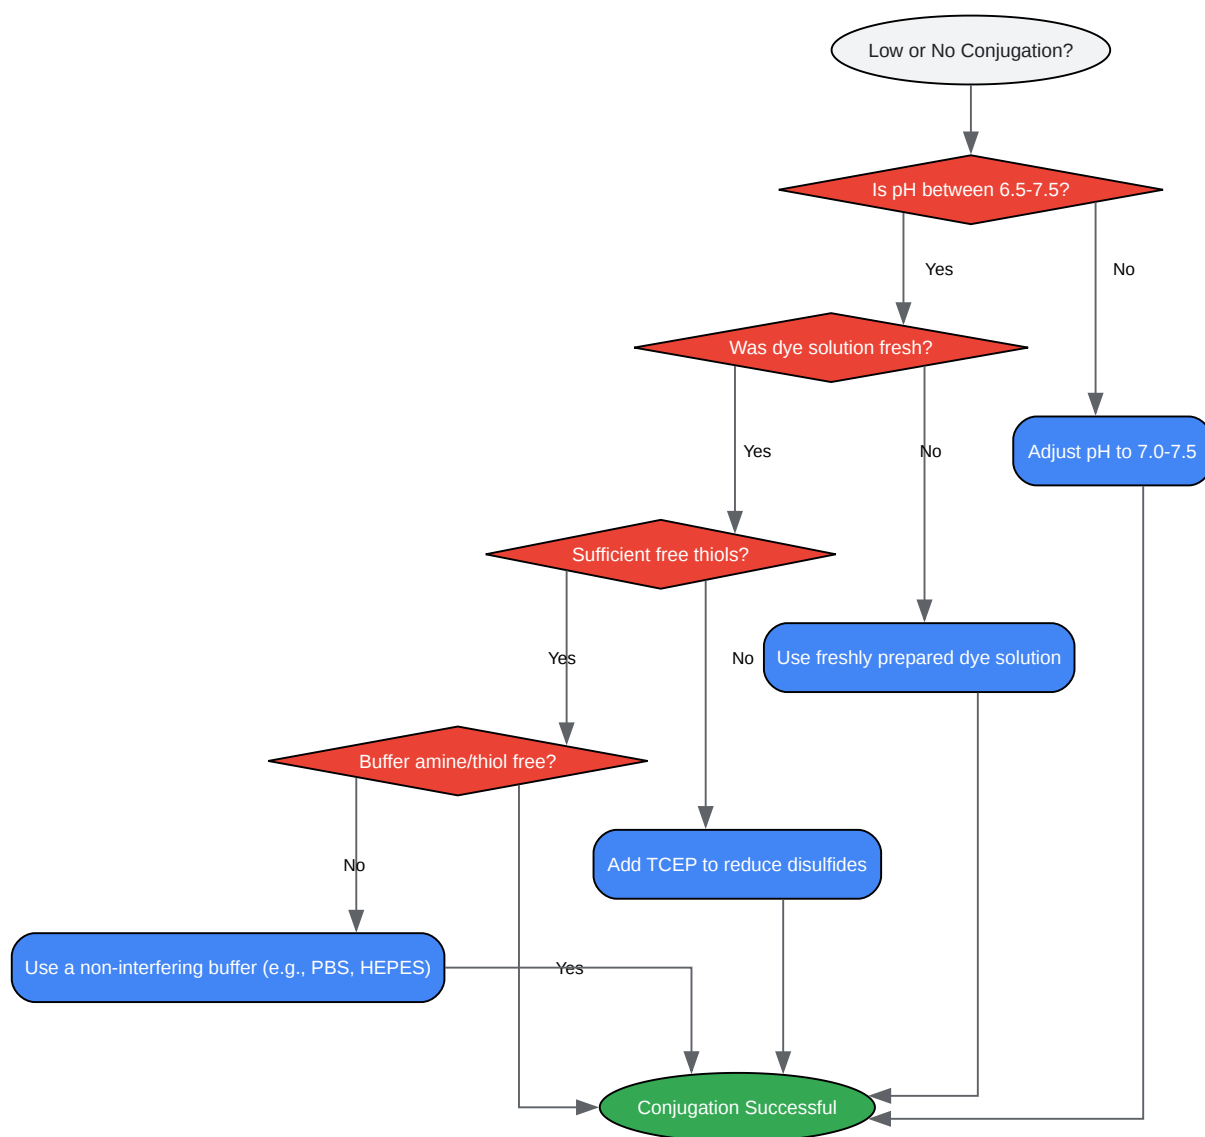 Low or No Conjugation?
Is pH between 6.5-7.5?
Yes
No
Was dye solution fresh?
Yes
No
Adjust pH to 7.0-7.5
Sufficient free thiols?
Yes
No
Use freshly prepared dye solution
Buffer amine/thiol free?
No
Add TCEP to reduce disulfides
Use a non-interfering buffer (e.g., PBS, HEPES)
Yes
Conjugation Successful